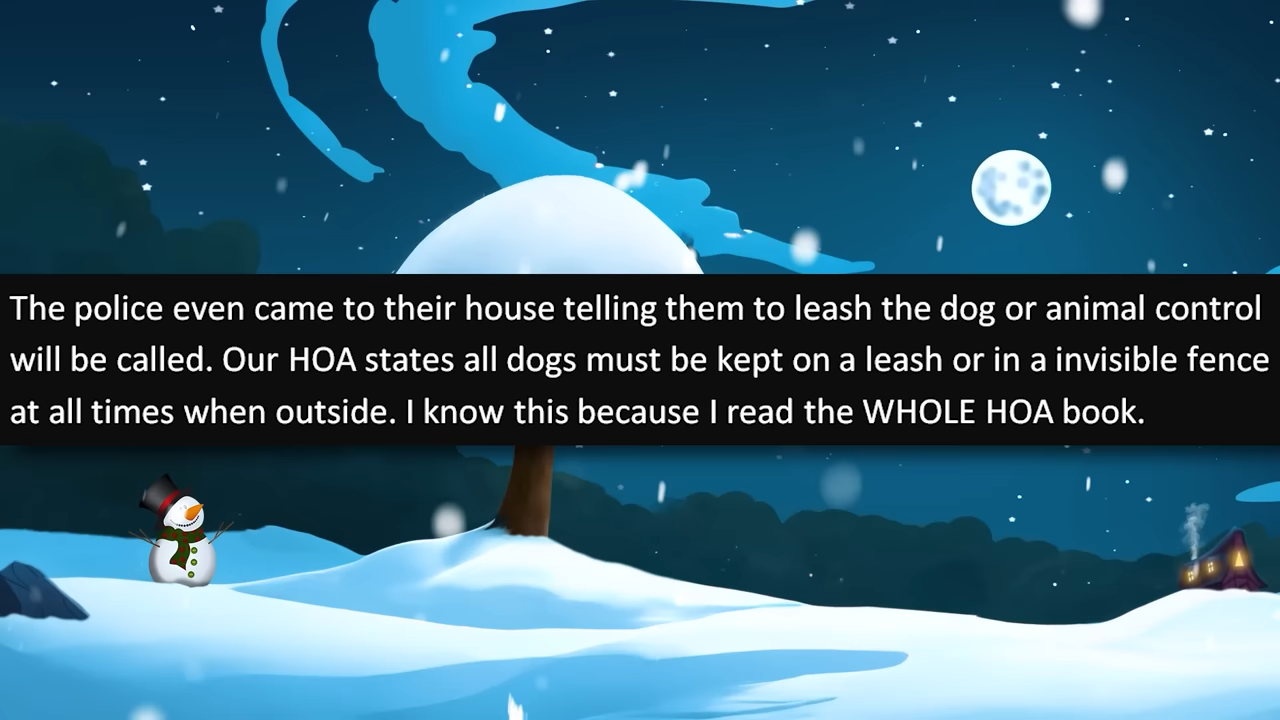 The police even came to their house telling them to leash the dog or animal control
will be called. Our HOA states all dogs must be kept on a leash or in a invisible fence
at all times when outside. I know this because I read the WHOLE HOA book.